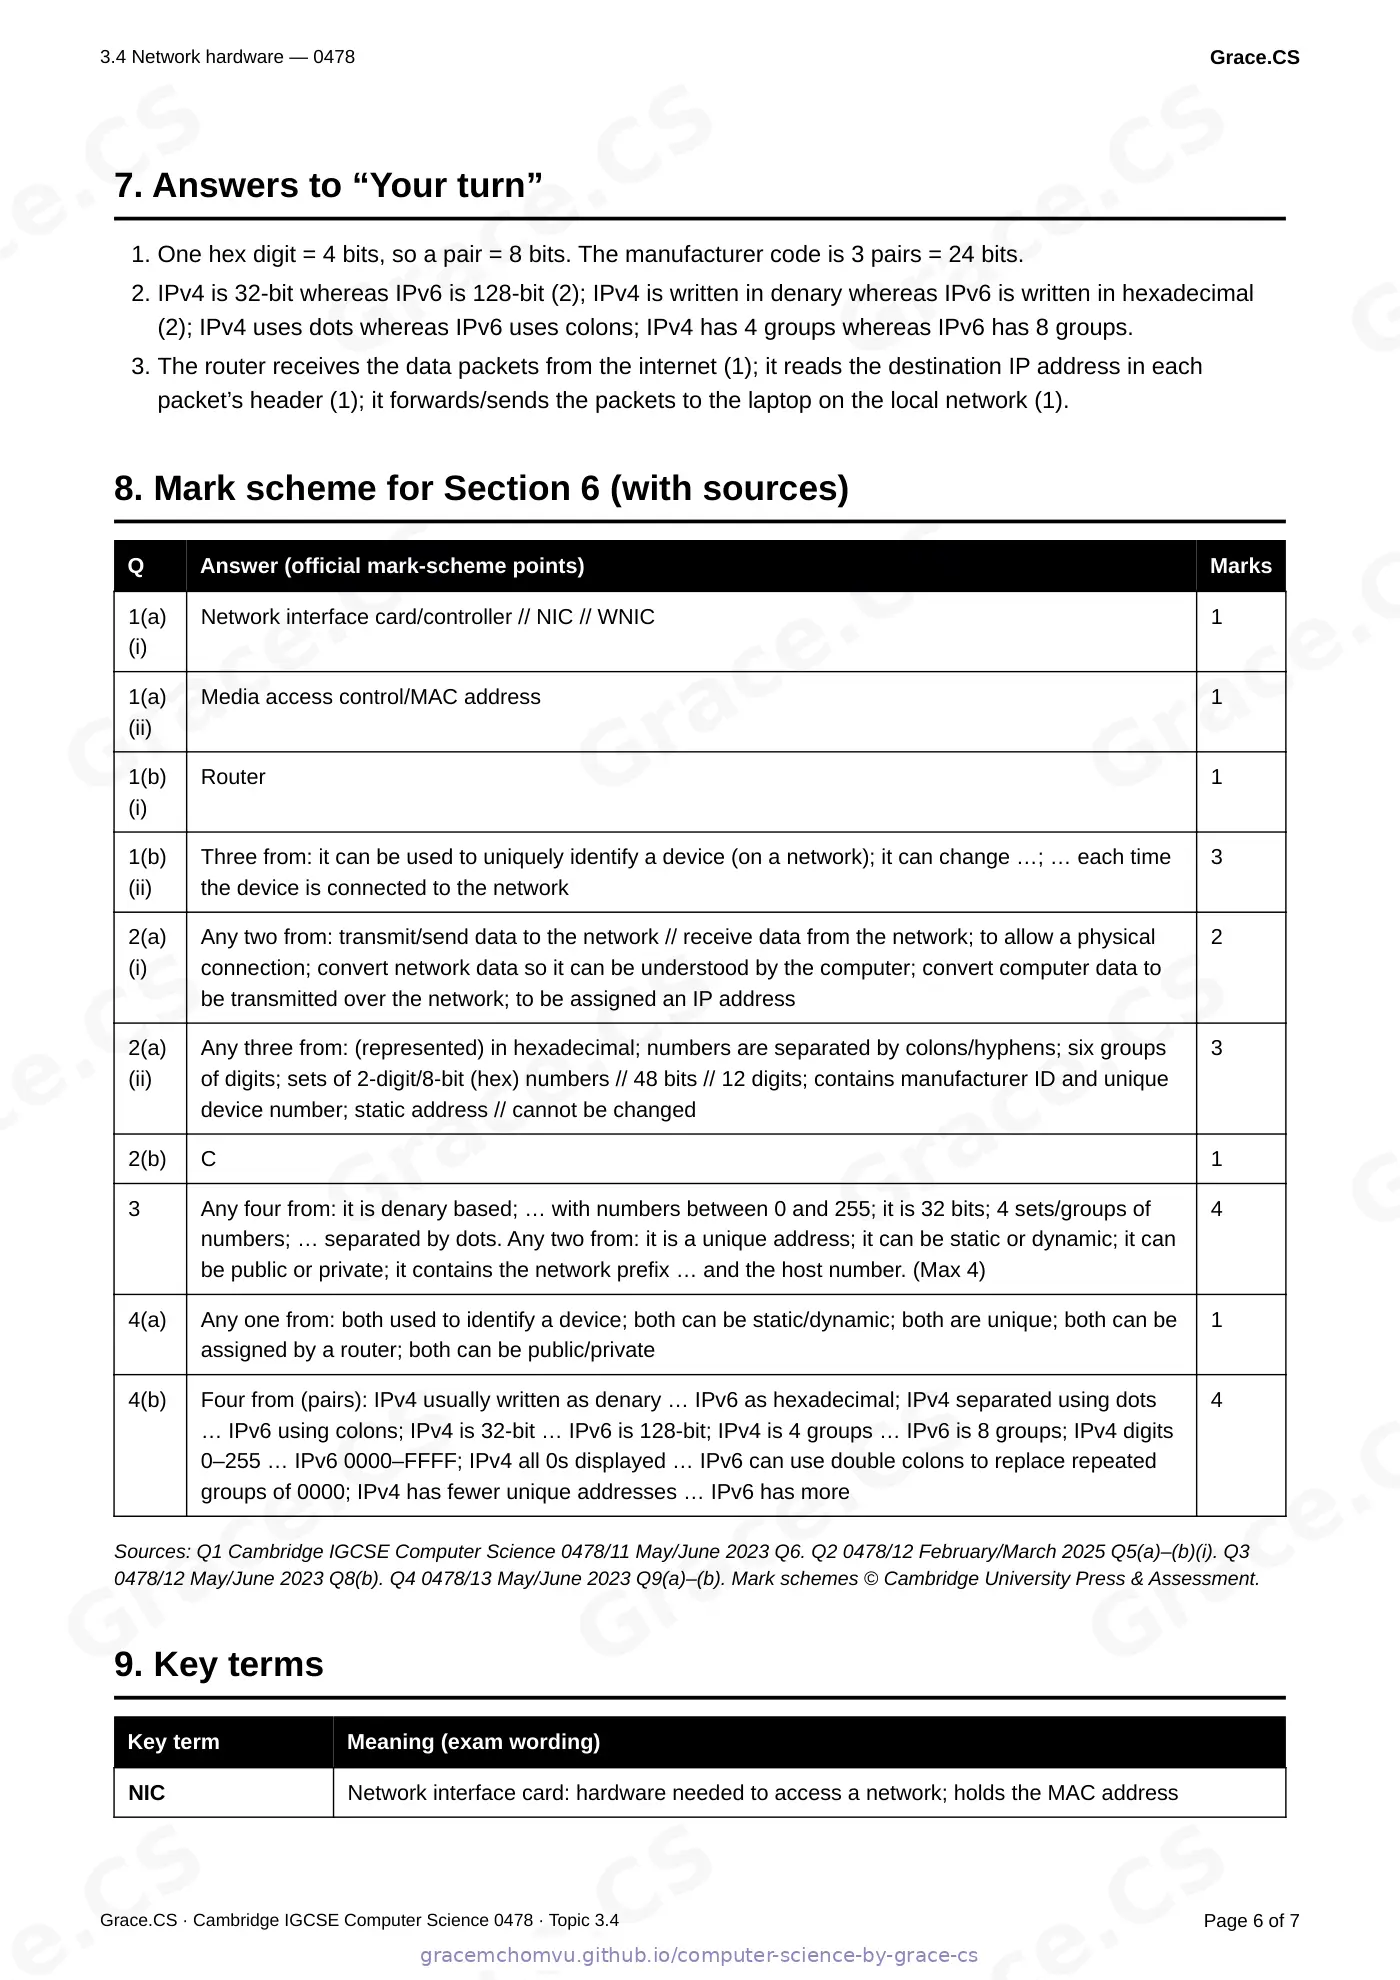 3.4 Network hardware — 0478
Grace.CS
7. Answers to “Your turn”
1. One hex digit = 4 bits, so a pair = 8 bits. The manufacturer code is 3 pairs = 24 bits.
2. IPv4 is 32-bit whereas IPv6 is 128-bit (2); IPv4 is written in denary whereas IPv6 is written in hexadecimal
(2); IPv4 uses dots whereas IPv6 uses colons; IPv4 has 4 groups whereas IPv6 has 8 groups.
3. The router receives the data packets from the internet (1); it reads the destination IP address in each
packet’s header (1); it forwards/sends the packets to the laptop on the local network (1).
8. Mark scheme for Section 6 (with sources)
Q Answer (official mark-scheme points) Marks
1(a) Network interface card/controller // NIC // WNIC 1
(i)
1(a) Media access control/MAC address 1
(ii)
1(b) Router 1
(i)
1(b) Three from: it can be used to uniquely identify a device (on a network); it can change …; … each time 3
(ii) the device is connected to the network
2(a) Any two from: transmit/send data to the network // receive data from the network; to allow a physical 2
(i) connection; convert network data so it can be understood by the computer; convert computer data to
be transmitted over the network; to be assigned an IP address
2(a) Any three from: (represented) in hexadecimal; numbers are separated by colons/hyphens; six groups 3
(ii) of digits; sets of 2-digit/8-bit (hex) numbers // 48 bits // 12 digits; contains manufacturer ID and unique
device number; static address // cannot be changed
2(b) C 1
3 Any four from: it is denary based; … with numbers between 0 and 255; it is 32 bits; 4 sets/groups of 4
numbers; … separated by dots. Any two from: it is a unique address; it can be static or dynamic; it can
be public or private; it contains the network prefix … and the host number. (Max 4)
4(a) Any one from: both used to identify a device; both can be static/dynamic; both are unique; both can be 1
assigned by a router; both can be public/private
4(b) Four from (pairs): IPv4 usually written as denary … IPv6 as hexadecimal; IPv4 separated using dots 4
… IPv6 using colons; IPv4 is 32-bit … IPv6 is 128-bit; IPv4 is 4 groups … IPv6 is 8 groups; IPv4 digits
0–255 … IPv6 0000–FFFF; IPv4 all 0s displayed … IPv6 can use double colons to replace repeated
groups of 0000; IPv4 has fewer unique addresses … IPv6 has more
Sources: Q1 Cambridge IGCSE Computer Science 0478/11 May/June 2023 Q6. Q2 0478/12 February/March 2025 Q5(a)–(b)(i). Q3
0478/12 May/June 2023 Q8(b). Q4 0478/13 May/June 2023 Q9(a)–(b). Mark schemes © Cambridge University Press & Assessment.
9. Key terms
Key term Meaning (exam wording)
NIC Network interface card: hardware needed to access a network; holds the MAC address
Grace.CS · Cambridge IGCSE Computer Science 0478 · Topic 3.4
Page 6 of 7
gracemchomvu.github.io/computer-science-by-grace-cs